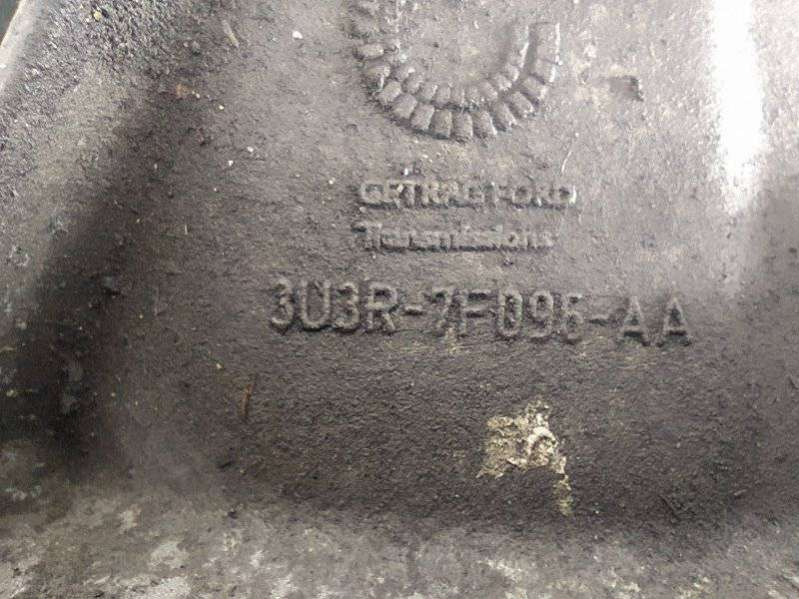 GETRAG FORD
Transmissions
3U3R-7F096-AA